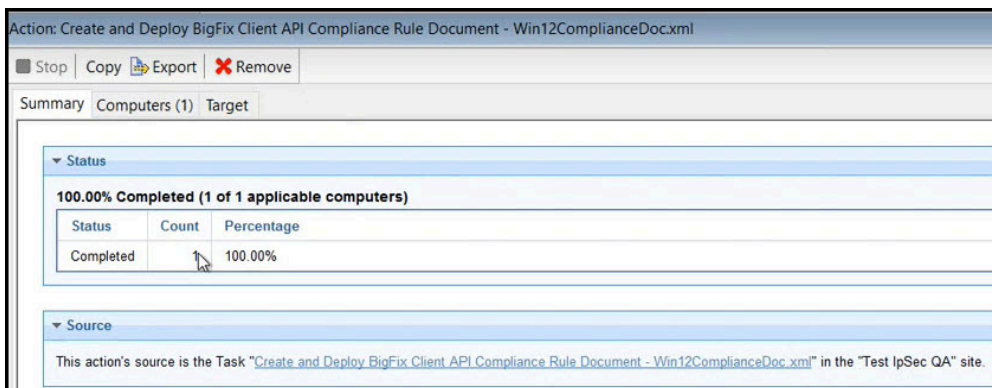 Action: Create and Deploy BigFix Client API Compliance Rule Document - Win12ComplianceDoc.xml
Stop Copy Export Remove
Summary Computers (1) Target
Status
100.00% Completed (1 of 1 applicable computers)
Status Count Percentage
Completed 1 100.00%
Source
This action's source is the Task "Create and Deploy BigFix Client API Compliance Rule Document - Win12ComplianceDoc.xml" in the "Test IpSec QA" site.